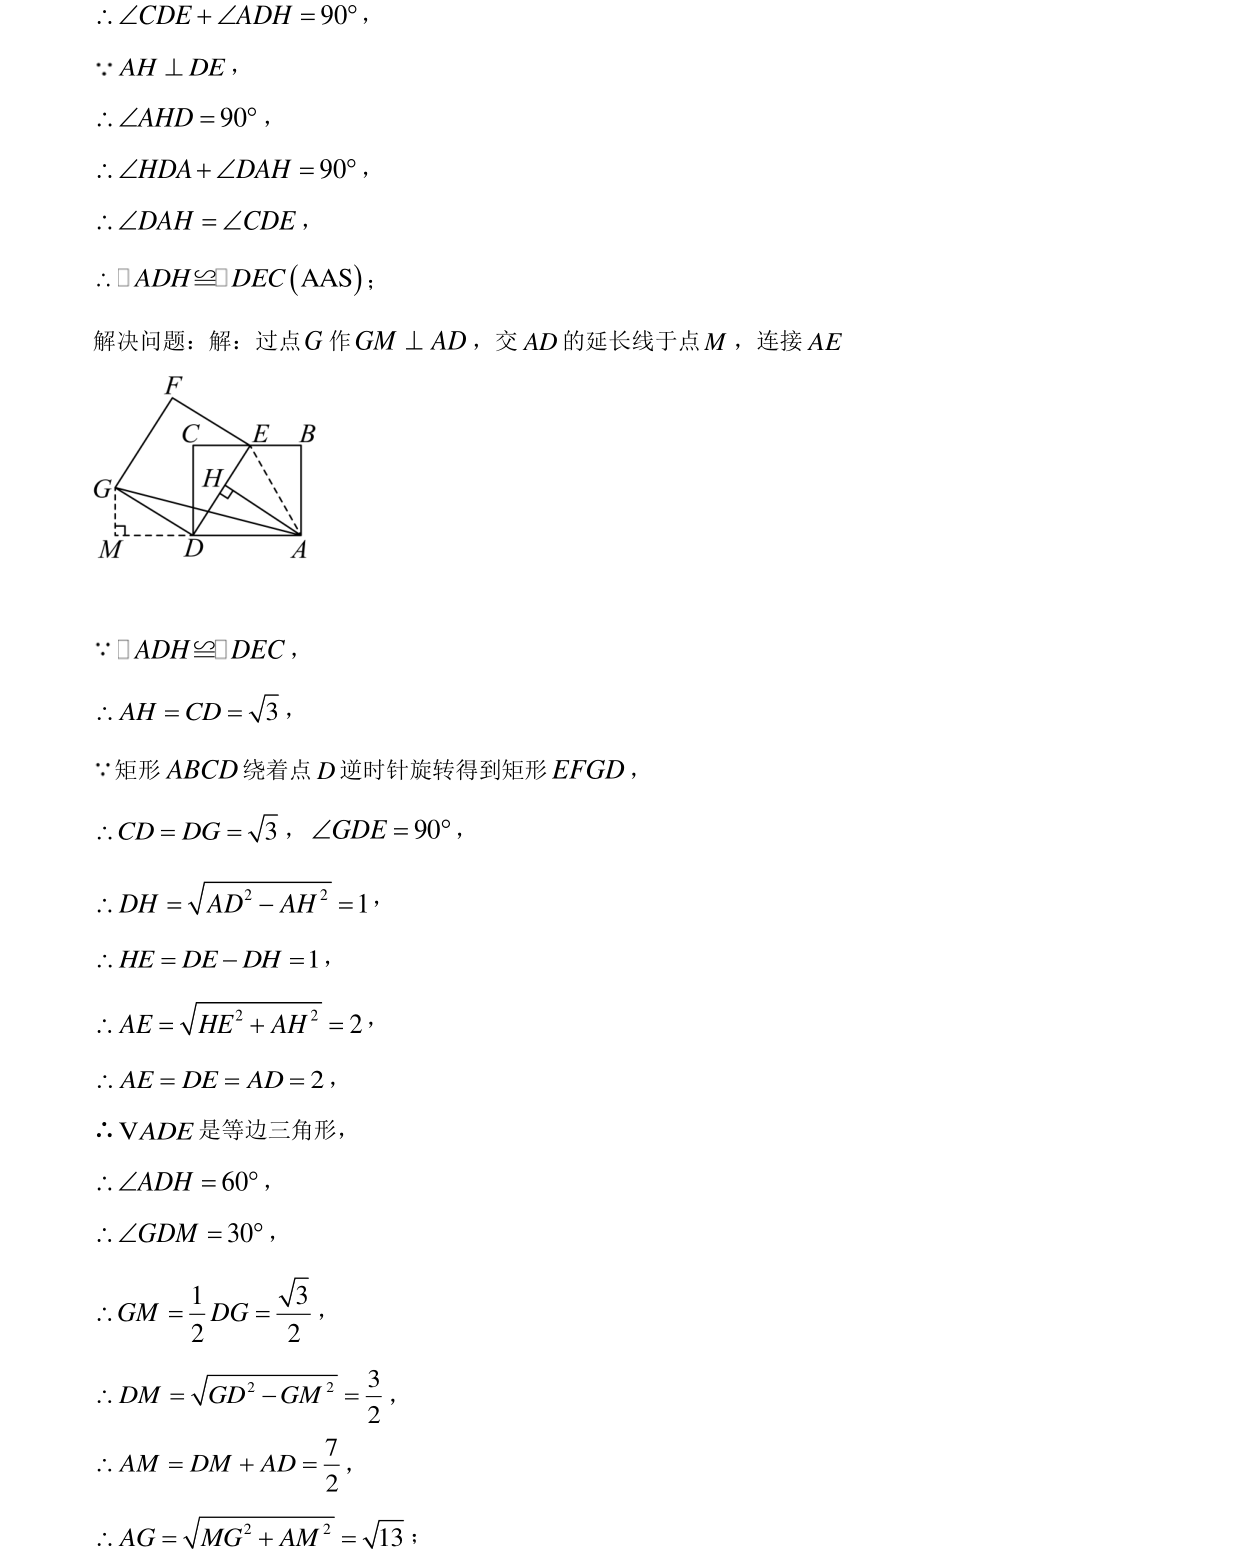 ∴∠CDE+∠ADH=90°，
∵AH⊥DE，
∴∠AHD=90°，
∴∠HDA+∠DAH=90°，
∴∠DAH=∠CDE，
∴□ADH≌□DEC(AAS)；
解决问题：解：过点G作GM⊥AD，交AD的延长线于点M，连接AE
F
C E B
H
G
M D A
∵□ADH≌□DEC，
∴AH=CD=√3，
∵矩形ABCD绕着点D逆时针旋转得到矩形EFGD，
∴CD=DG=√3，∠GDE=90°，
∴DH=√(AD²−AH²)=1，
∴HE=DE−DH=1，
∴AE=√(HE²+AH²)=2，
∴AE=DE=AD=2，
∴VADE是等边三角形，
∴∠ADH=60°，
∴∠GDM=30°，
∴GM=1/2DG=√3/2，
∴DM=√(GD²−GM²)=3/2，
∴AM=DM+AD=7/2，
∴AG=√(MG²+AM²)=√13；